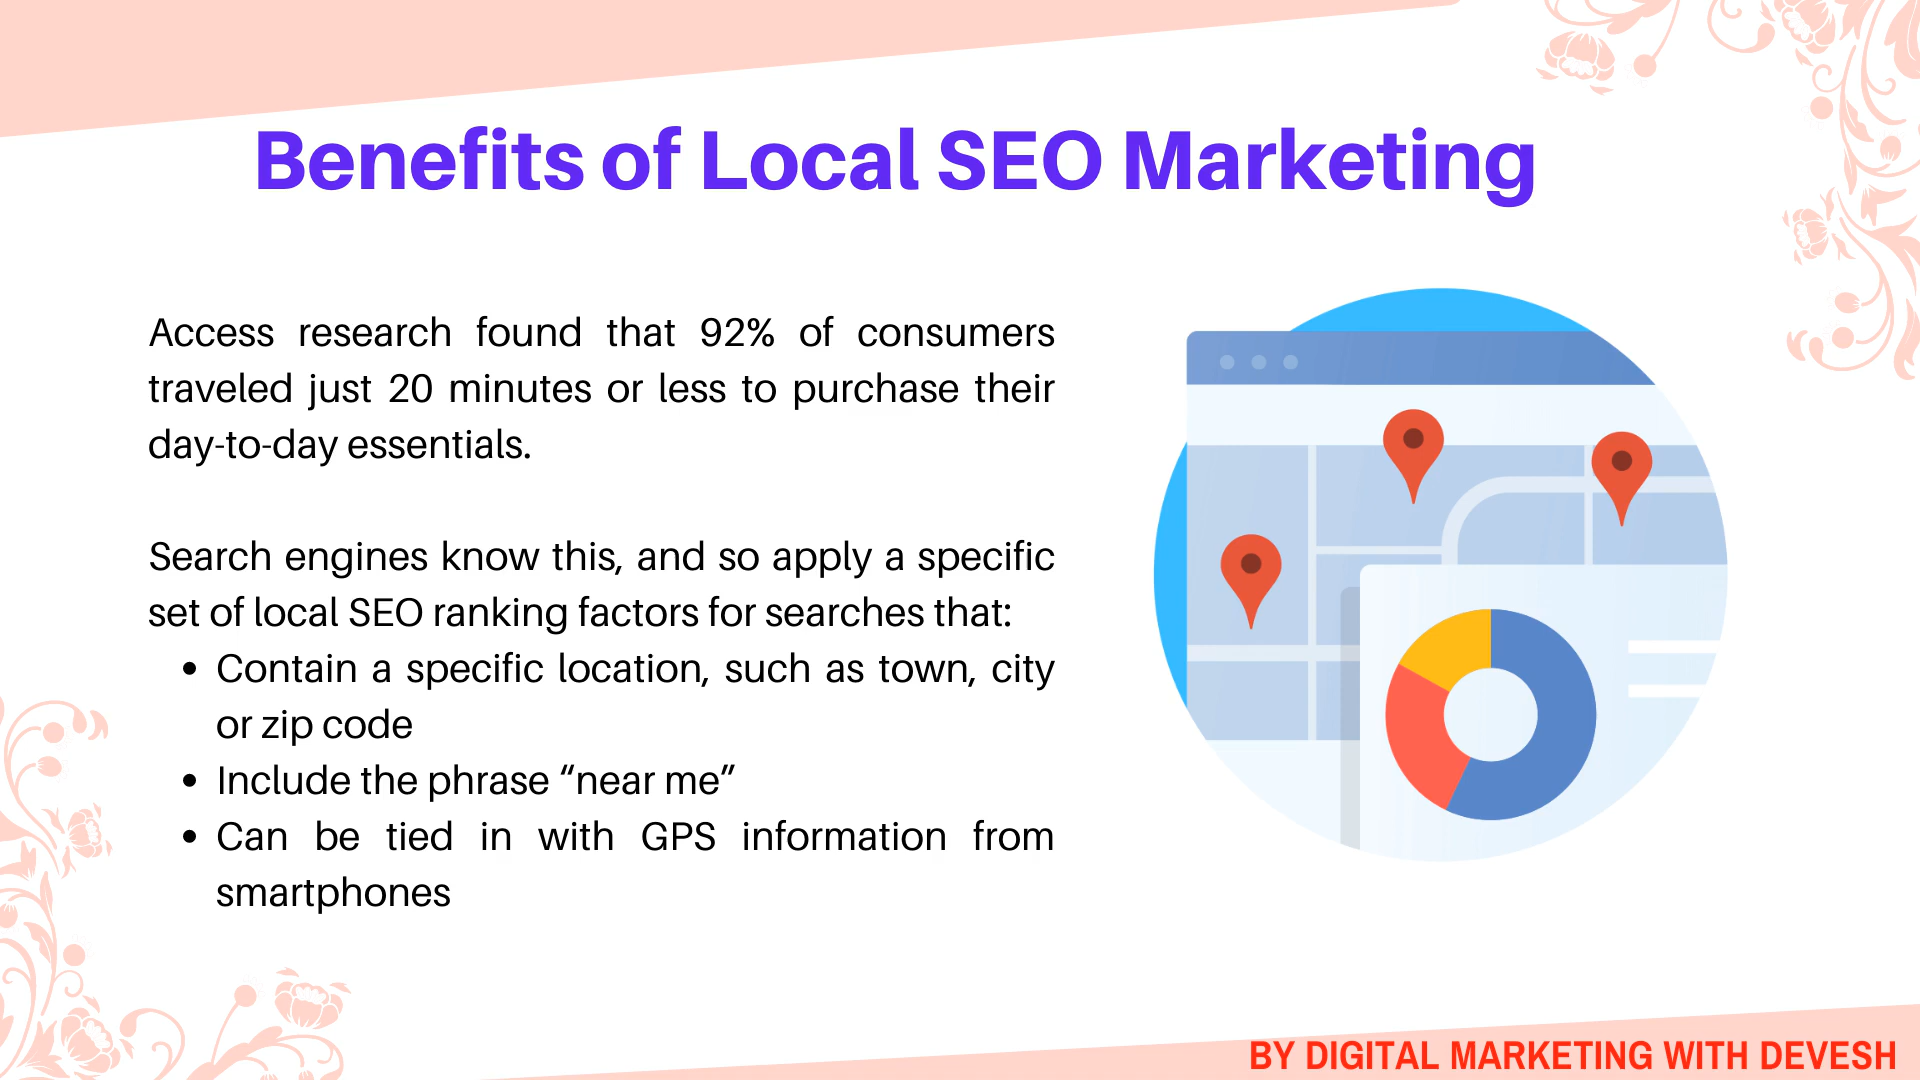 Benefits of Local SEO Marketing
Access research found that 92% of consumers
traveled just 20 minutes or less to purchase their
day-to-day essentials.
Search engines know this, and so apply a specific
set of local SEO ranking factors for searches that:
• Contain a specific location, such as town, city
or zip code
• Include the phrase “near me”
• Can be tied in with GPS information from
smartphones
BY DIGITAL MARKETING WITH DEVESH